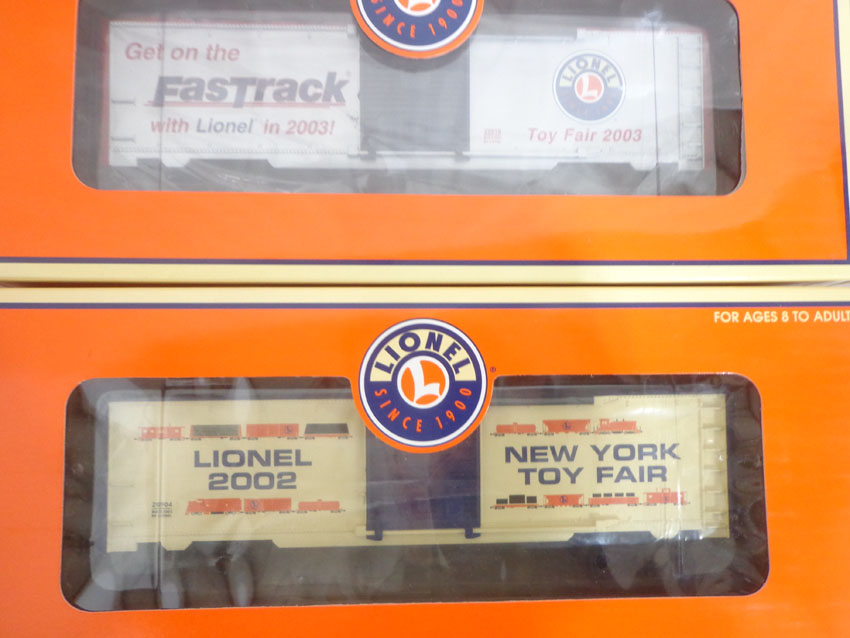 SINCE 1900
Get on the
FasTrack®
with Lionel® in 2003!
LIONEL
L
Toy Fair 2003
FOR AGES 8 TO ADULT
LIONEL
L
SINCE 1900
®
LIONEL
2002
NEW YORK
TOY FAIR